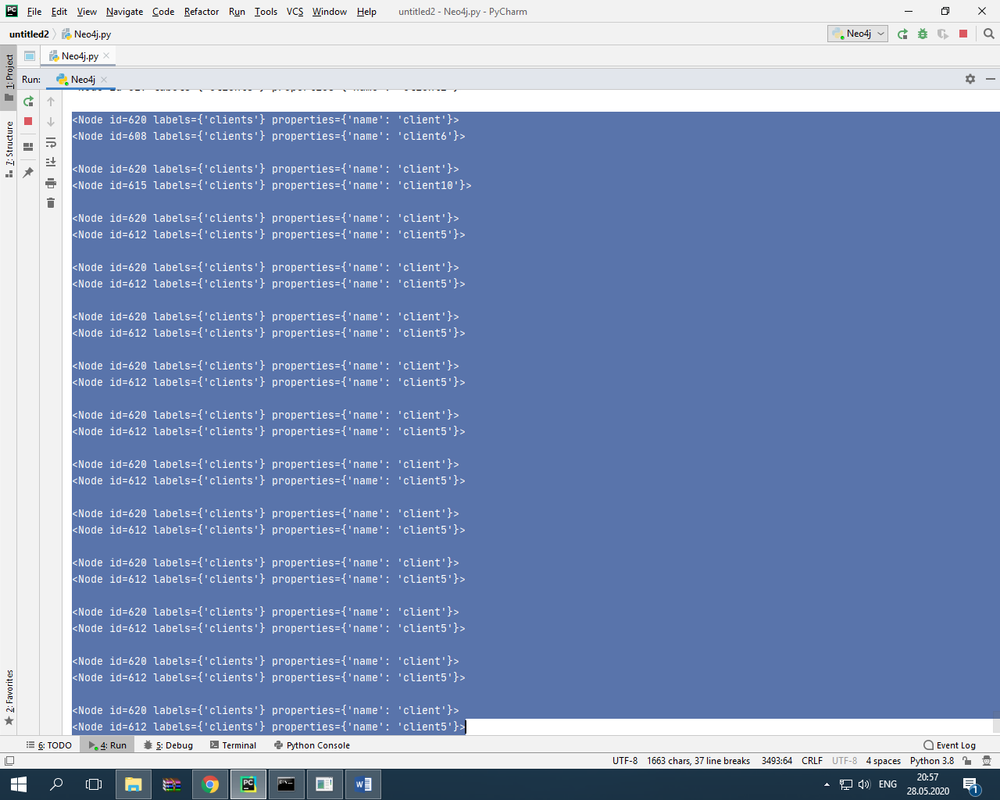 File Edit View Navigate Code Refactor Run Tools VCS Window Help untitled2 - Neo4j.py - PyCharm
untitled2 Neo4j.py Neo4j
1: Project
Neo4j.py
Run: Neo4j
7: Structure
<Node id=620 labels={'clients'} properties={'name': 'client'}>
<Node id=608 labels={'clients'} properties={'name': 'client6'}>
<Node id=620 labels={'clients'} properties={'name': 'client'}>
<Node id=615 labels={'clients'} properties={'name': 'client10'}>
<Node id=620 labels={'clients'} properties={'name': 'client'}>
<Node id=612 labels={'clients'} properties={'name': 'client5'}>
<Node id=620 labels={'clients'} properties={'name': 'client'}>
<Node id=612 labels={'clients'} properties={'name': 'client5'}>
<Node id=620 labels={'clients'} properties={'name': 'client'}>
<Node id=612 labels={'clients'} properties={'name': 'client5'}>
<Node id=620 labels={'clients'} properties={'name': 'client'}>
<Node id=612 labels={'clients'} properties={'name': 'client5'}>
<Node id=620 labels={'clients'} properties={'name': 'client'}>
<Node id=612 labels={'clients'} properties={'name': 'client5'}>
<Node id=620 labels={'clients'} properties={'name': 'client'}>
<Node id=612 labels={'clients'} properties={'name': 'client5'}>
<Node id=620 labels={'clients'} properties={'name': 'client'}>
<Node id=612 labels={'clients'} properties={'name': 'client5'}>
<Node id=620 labels={'clients'} properties={'name': 'client'}>
<Node id=612 labels={'clients'} properties={'name': 'client5'}>
<Node id=620 labels={'clients'} properties={'name': 'client'}>
<Node id=612 labels={'clients'} properties={'name': 'client5'}>
<Node id=620 labels={'clients'} properties={'name': 'client'}>
<Node id=612 labels={'clients'} properties={'name': 'client5'}>
<Node id=620 labels={'clients'} properties={'name': 'client'}>
<Node id=612 labels={'clients'} properties={'name': 'client5'}>
2: Favorites
6: TODO 4: Run 5: Debug Terminal Python Console Event Log
UTF-8 1663 chars, 37 line breaks 3493:64 CRLF UTF-8 4 spaces Python 3.8
ENG 20:57
28.05.2020 1